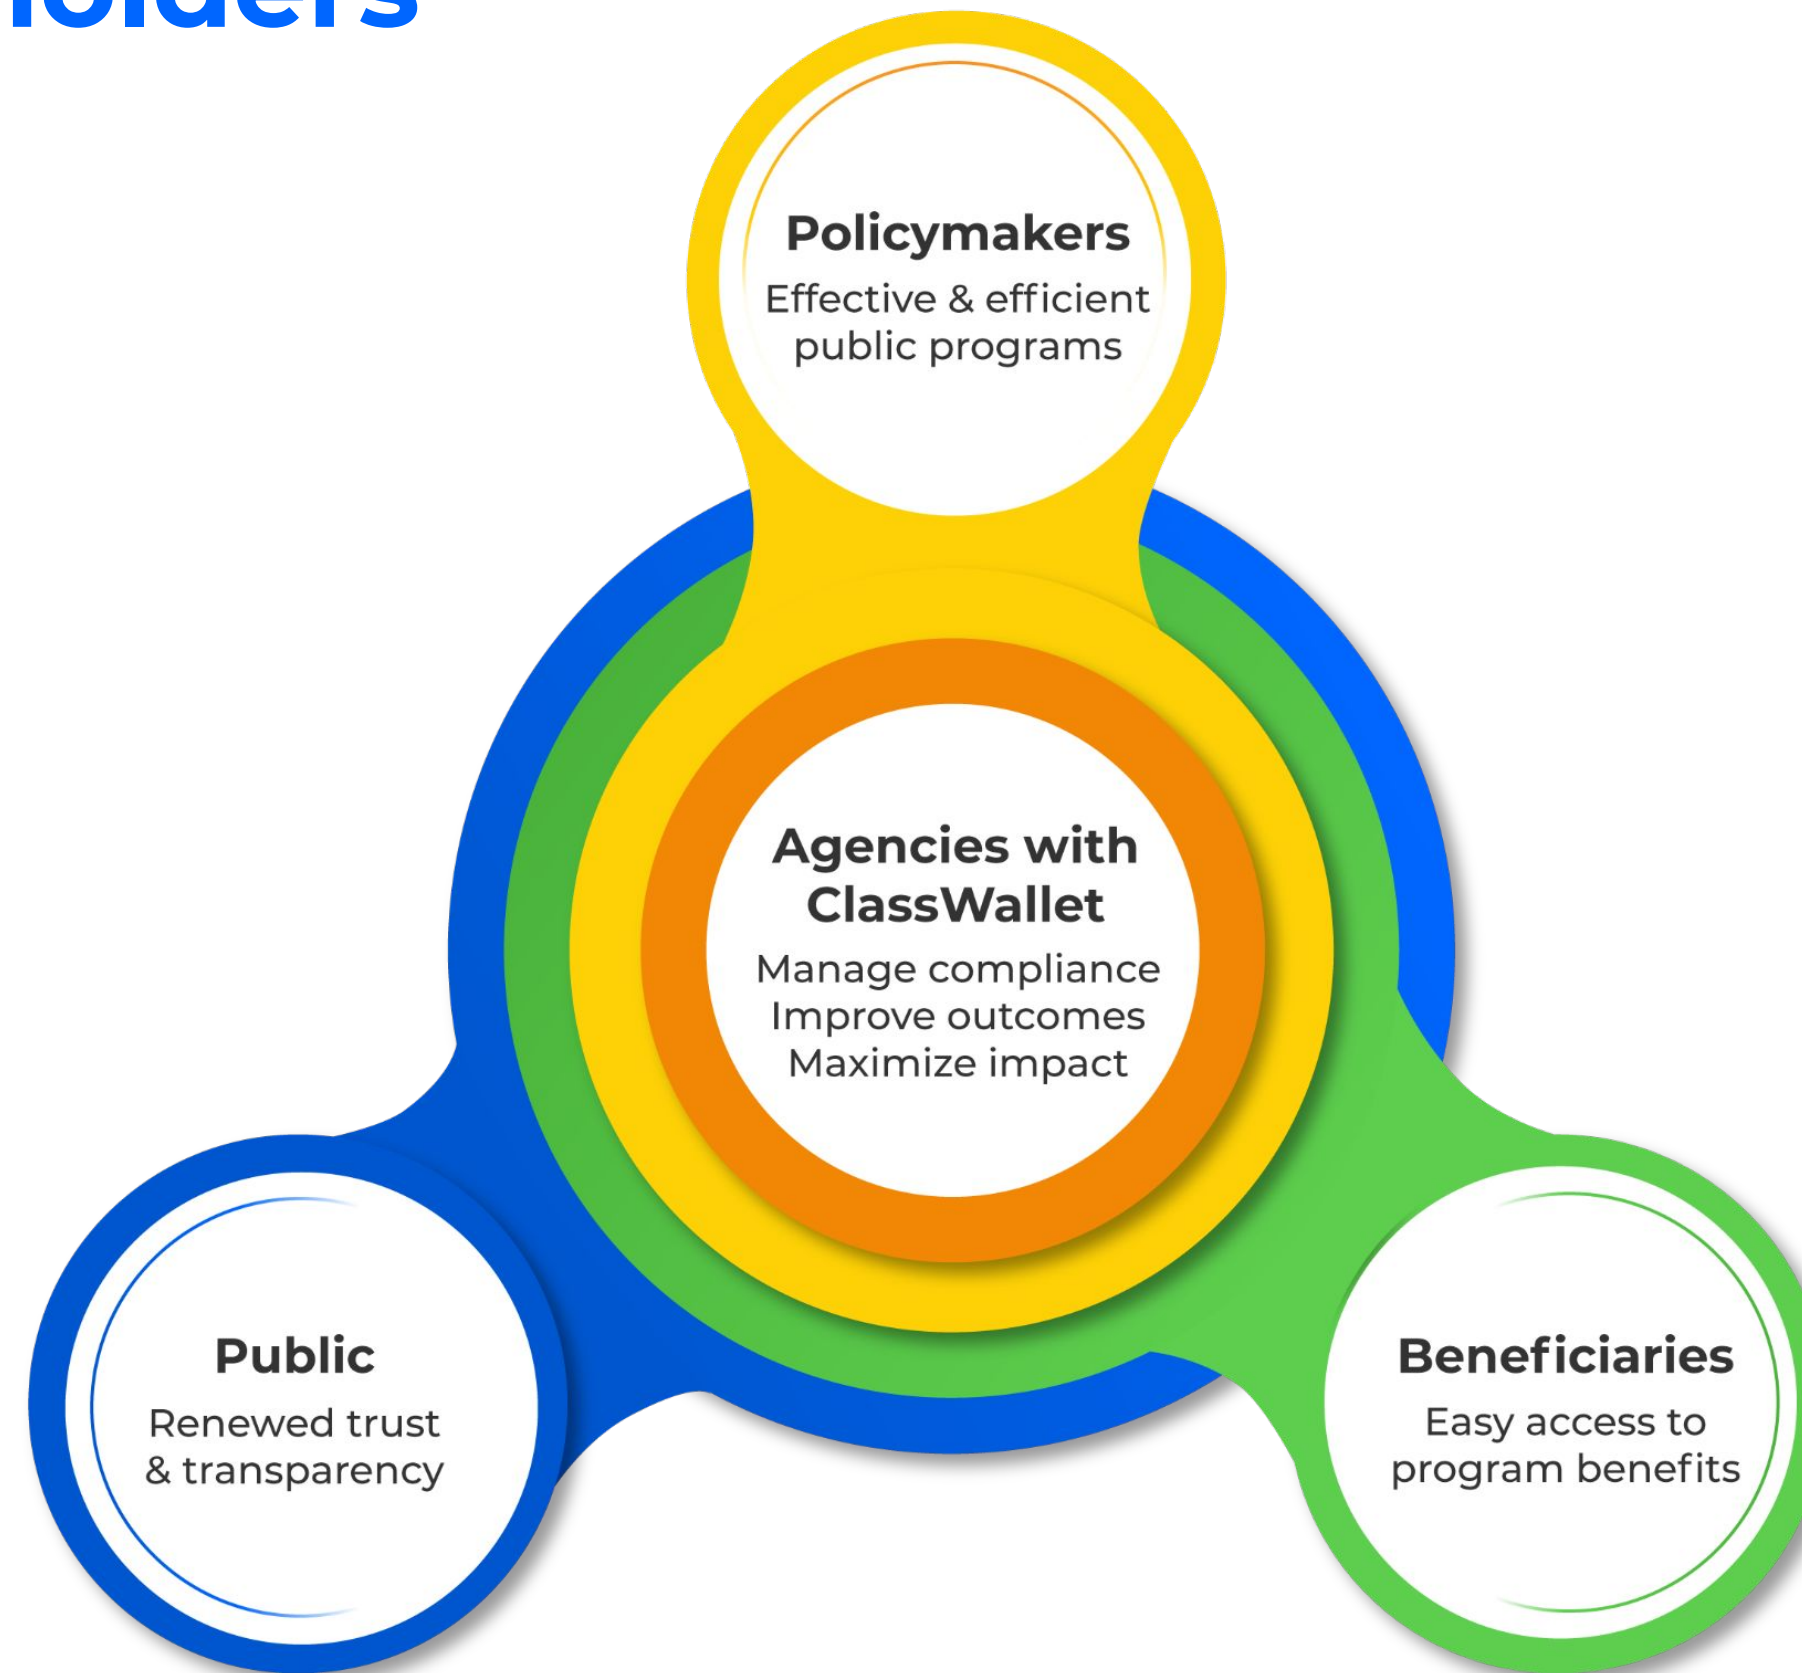 holders
Policymakers
Effective & efficient
public programs
Agencies with
ClassWallet
Manage compliance
Improve outcomes
Maximize impact
Public
Renewed trust
& transparency
Beneficiaries
Easy access to
program benefits